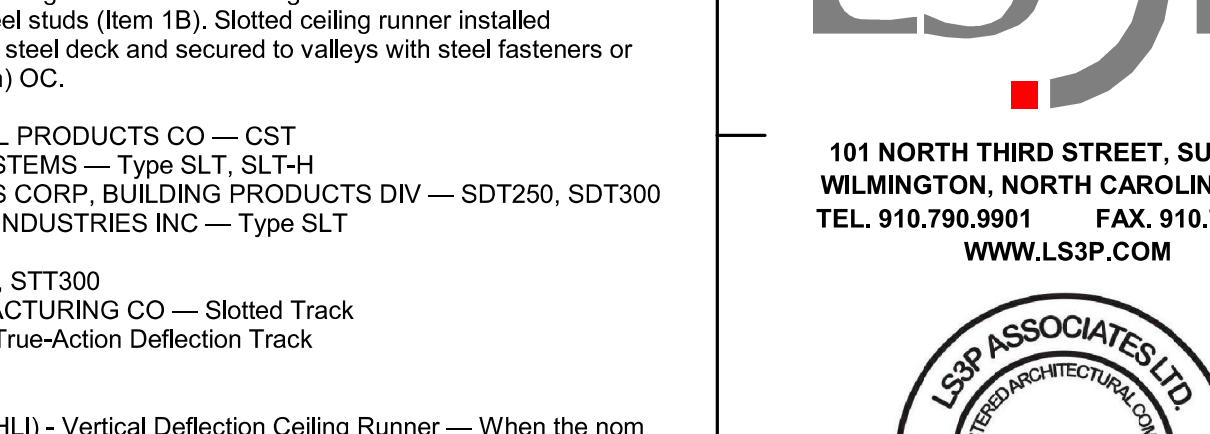 eel studs (Item 1B). Slotted ceiling runner installed
steel deck and secured to valleys with steel fasteners or
) OC.
L PRODUCTS CO — CST
STEMS — Type SLT, SLT-H
S CORP, BUILDING PRODUCTS DIV — SDT250, SDT300
NDUSTRIES INC — Type SLT
, STT300
ACTURING CO — Slotted Track
True-Action Deflection Track
HLI) - Vertical Deflection Ceiling Runner — When the nom
101 NORTH THIRD STREET, SU
WILMINGTON, NORTH CAROLIN
TEL. 910.790.9901 FAX. 910.
WWW.LS3P.COM
LS3P ASSOCIATES LTD.
TERED ARCHITECTURAL COM